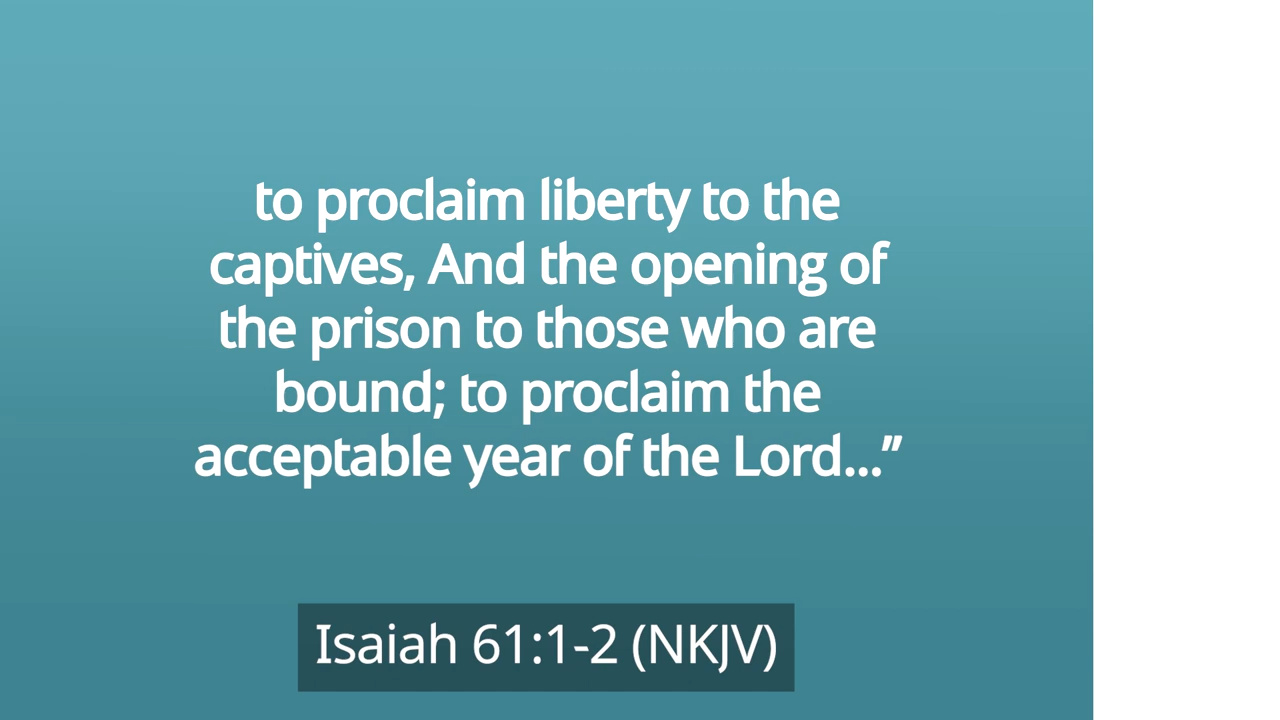 to proclaim liberty to the
captives, And the opening of
the prison to those who are
bound; to proclaim the
acceptable year of the Lord...”
Isaiah 61:1-2 (NKJV)